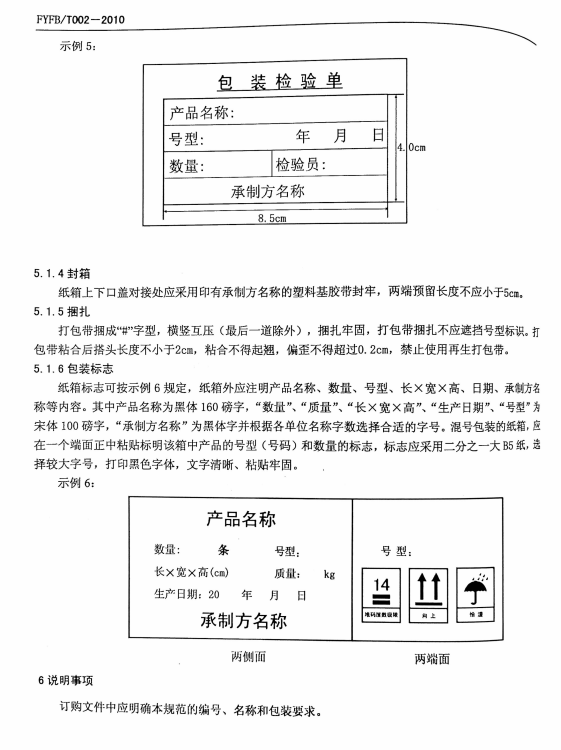 FYFB/T002—2010
示例 5:
包 装 检 验 单
产品名称:
号型: 年 月 日
数量: 检验员:
承制方名称
4.0cm
8.5cm
5.1.4 封箱
纸箱上下口盖对接处应采用印有承制方名称的塑料基胶带封牢，两端预留长度不应小于5cm。
5.1.5 捆扎
打包带捆成“#”字型，横竖互压（最后一道除外），捆扎牢固，打包带捆扎不应遮挡号型标识。打
包带粘合后搭头长度不小于2cm，粘合不得起翘，偏歪不得超过0.2cm，禁止使用再生打包带。
5.1.6 包装标志
纸箱标志可按示例 6 规定，纸箱外应注明产品名称、数量、号型、长×宽×高、日期、承制方名
称等内容。其中产品名称为黑体 160 磅字，“数量”、“质量”、“长×宽×高”、“生产日期”、“号型”为
宋体 100 磅字，“承制方名称”为黑体字并根据各单位名称字数选择合适的字号。混号包装的纸箱，应
在一个端面正中粘贴标明该箱中产品的号型（号码）和数量的标志，标志应采用二分之一大 B5 纸，选
择较大字号，打印黑色字体，文字清晰、粘贴牢固。
示例 6:
产品名称
数量: 条 号型:
长×宽×高(cm) 质量: kg
生产日期: 20 年 月 日
承制方名称
号 型:
14
堆码层数极限 向 上 怕 湿
两侧面 两端面
6 说明事项
订购文件中应明确本规范的编号、名称和包装要求。